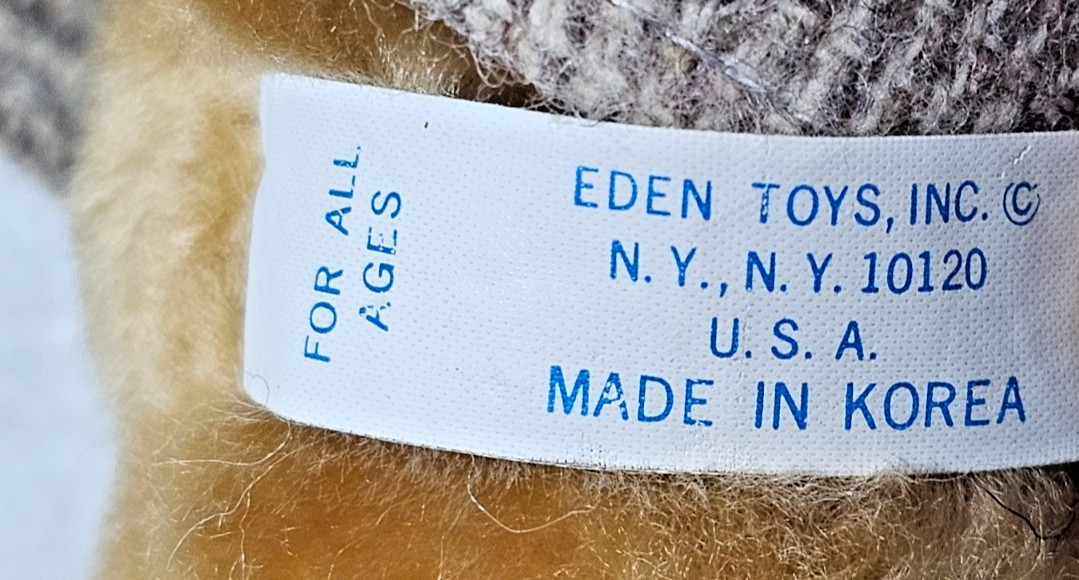 FOR ALL
AGES
EDEN TOYS, INC. ©
N. Y., N. Y. 10120
U. S. A.
MADE IN KOREA